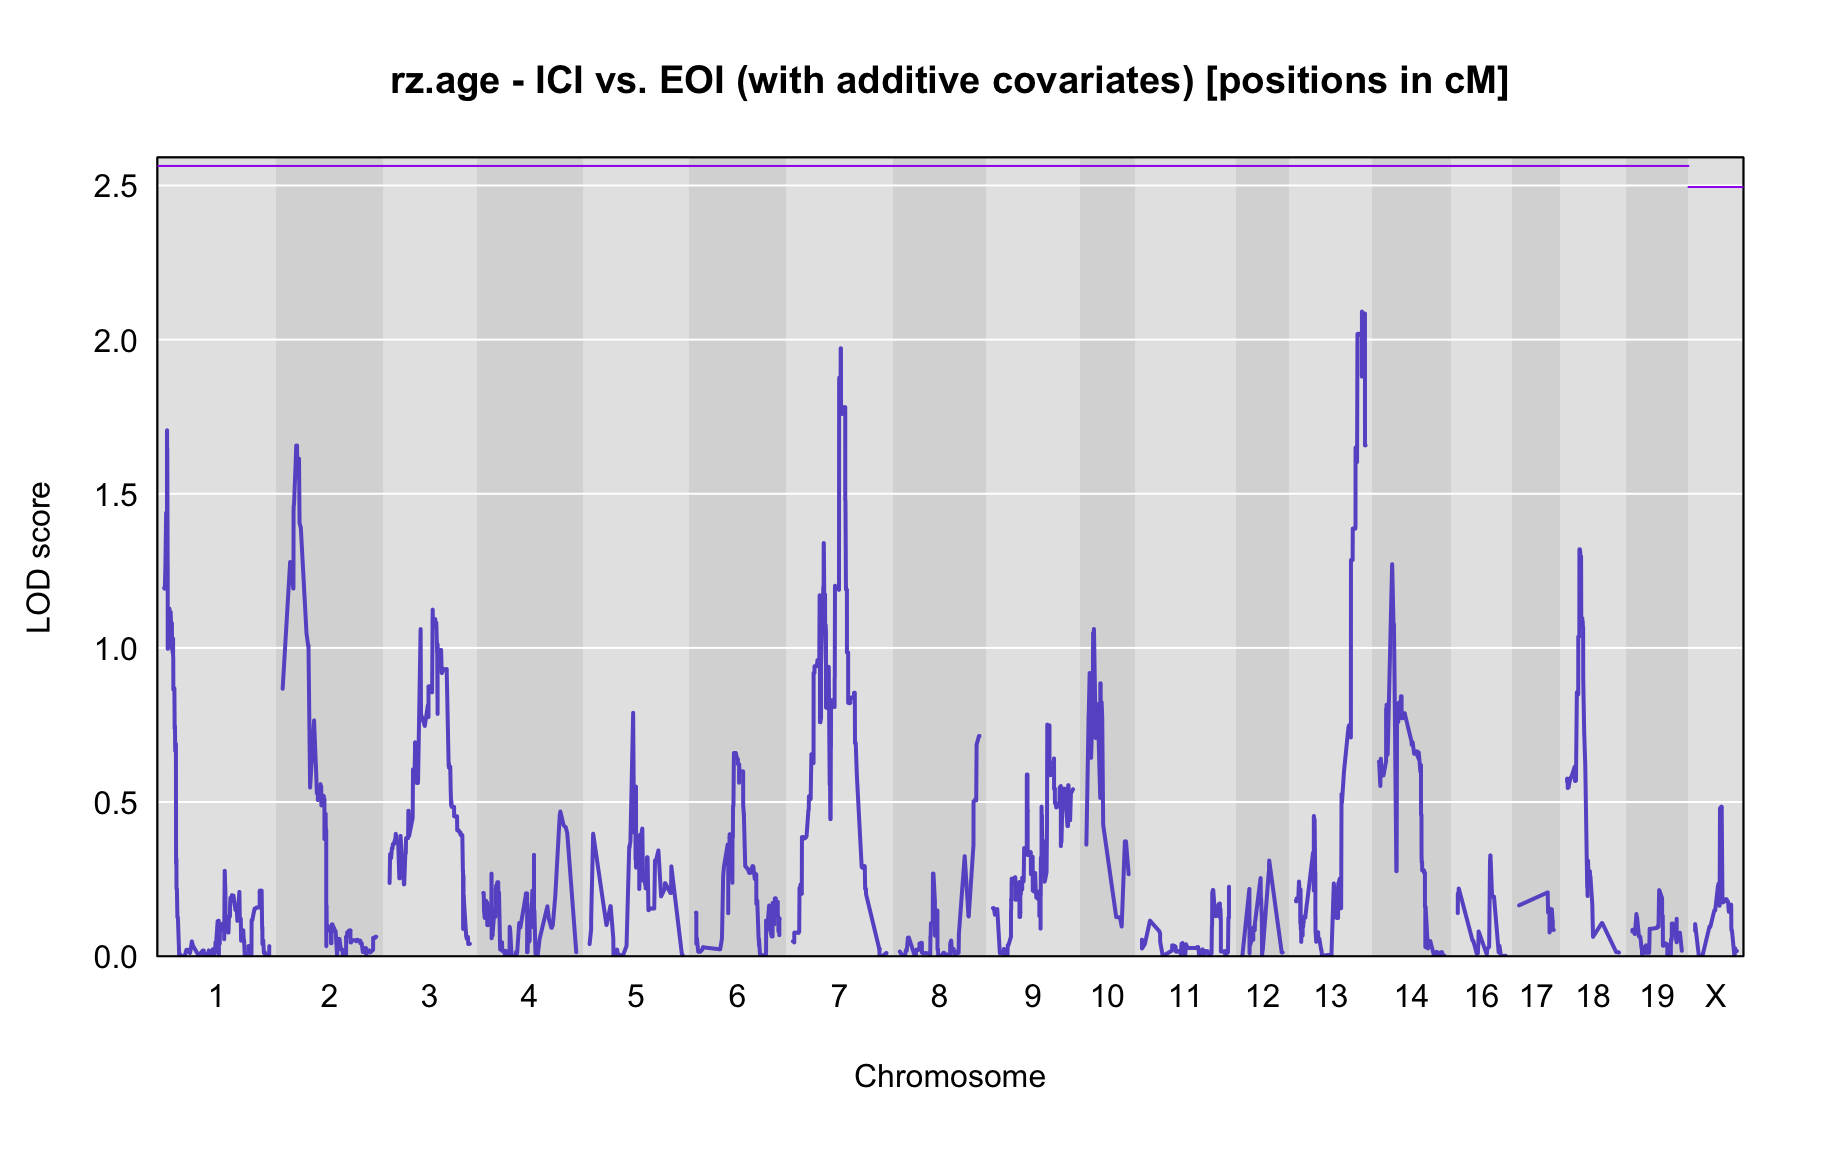 rz.age - ICI vs. EOI (with additive covariates) [positions in cM]
LOD score
2.5
2.0
1.5
1.0
0.5
0.0
1 2 3 4 5 6 7 8 9 10 11 12 13 14 16 17 18 19 X
Chromosome